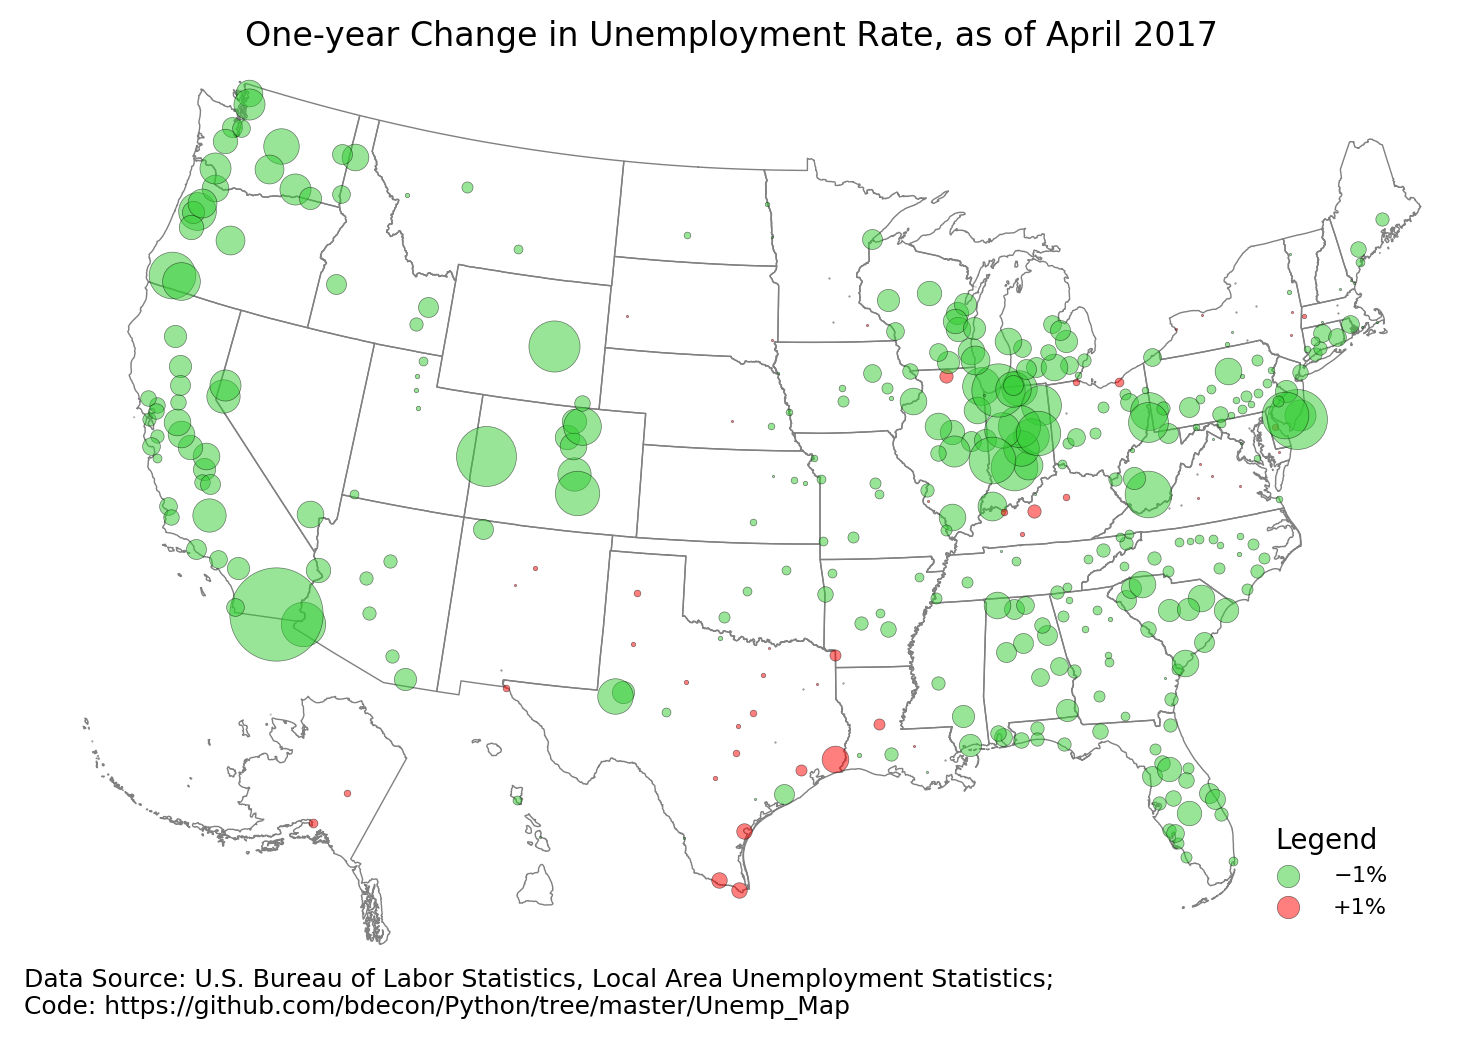 One-year Change in Unemployment Rate, as of April 2017
Legend
−1%
+1%
Data Source: U.S. Bureau of Labor Statistics, Local Area Unemployment Statistics;
Code: https://github.com/bdecon/Python/tree/master/Unemp_Map